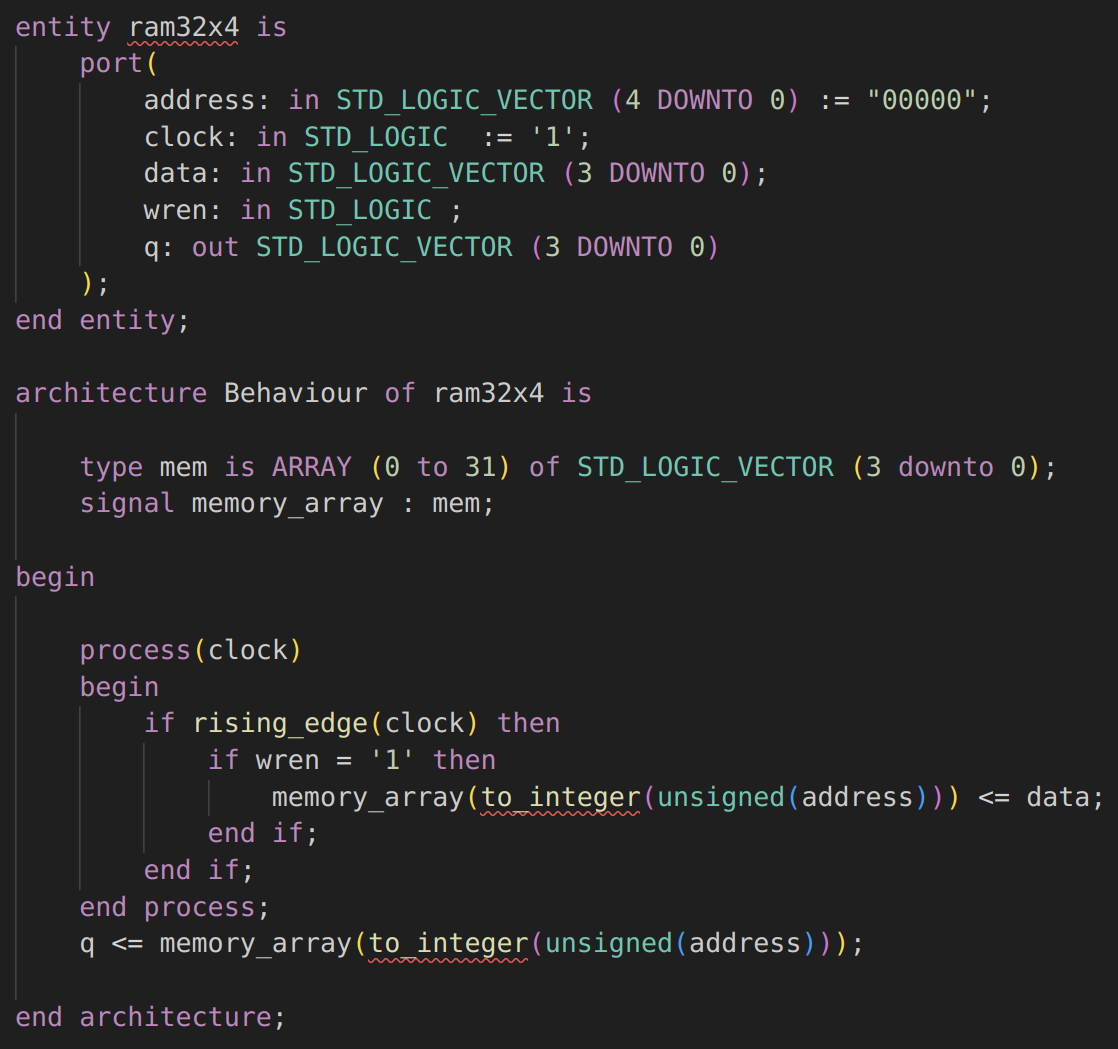 entity ram32x4 is
    port(
        address: in STD_LOGIC_VECTOR (4 DOWNTO 0) := "00000";
        clock: in STD_LOGIC  := '1';
        data: in STD_LOGIC_VECTOR (3 DOWNTO 0);
        wren: in STD_LOGIC ;
        q: out STD_LOGIC_VECTOR (3 DOWNTO 0)
    );
end entity;

architecture Behaviour of ram32x4 is

    type mem is ARRAY (0 to 31) of STD_LOGIC_VECTOR (3 downto 0);
    signal memory_array : mem;

begin

    process(clock)
    begin
        if rising_edge(clock) then
            if wren = '1' then
                memory_array(to_integer(unsigned(address))) <= data;
            end if;
        end if;
    end process;
    q <= memory_array(to_integer(unsigned(address)));

end architecture;